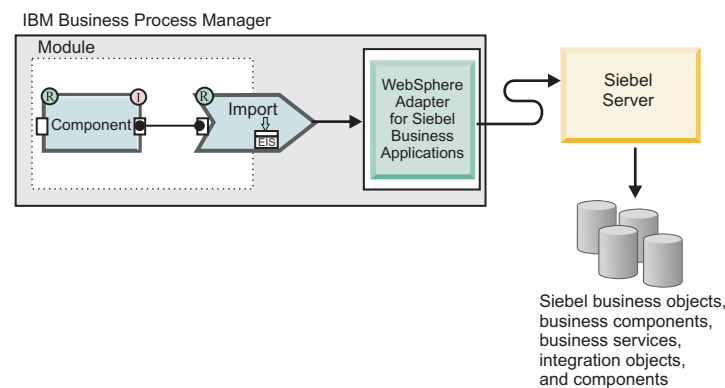 IBM Business Process Manager
Module
R
I
Component
R
Import
EIS
WebSphere
Adapter
for Siebel
Business
Applications
Siebel
Server
Siebel business objects,
business components,
business services,
integration objects,
and components